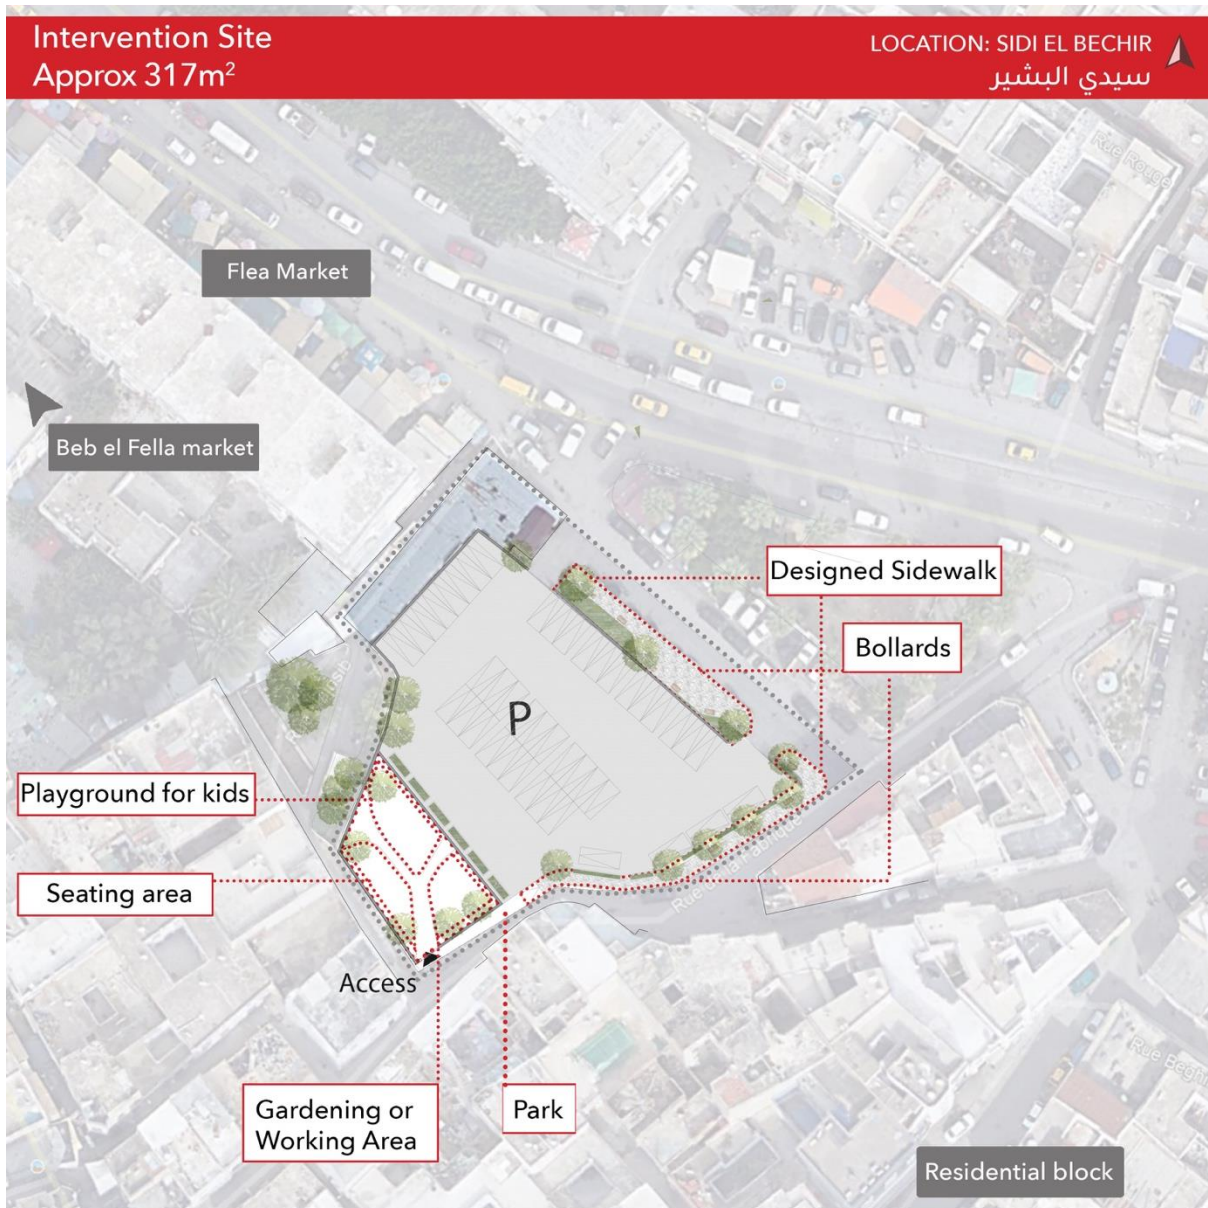 Intervention Site
Approx 317m²
LOCATION: SIDI EL BECHIR
سيدي البشير
Rue Rouge
Flea Market
Beb el Fella market
Designed Sidewalk
Bollards
P
Playground for kids
Seating area
Access
Gardening or
Working Area
Park
Residential block